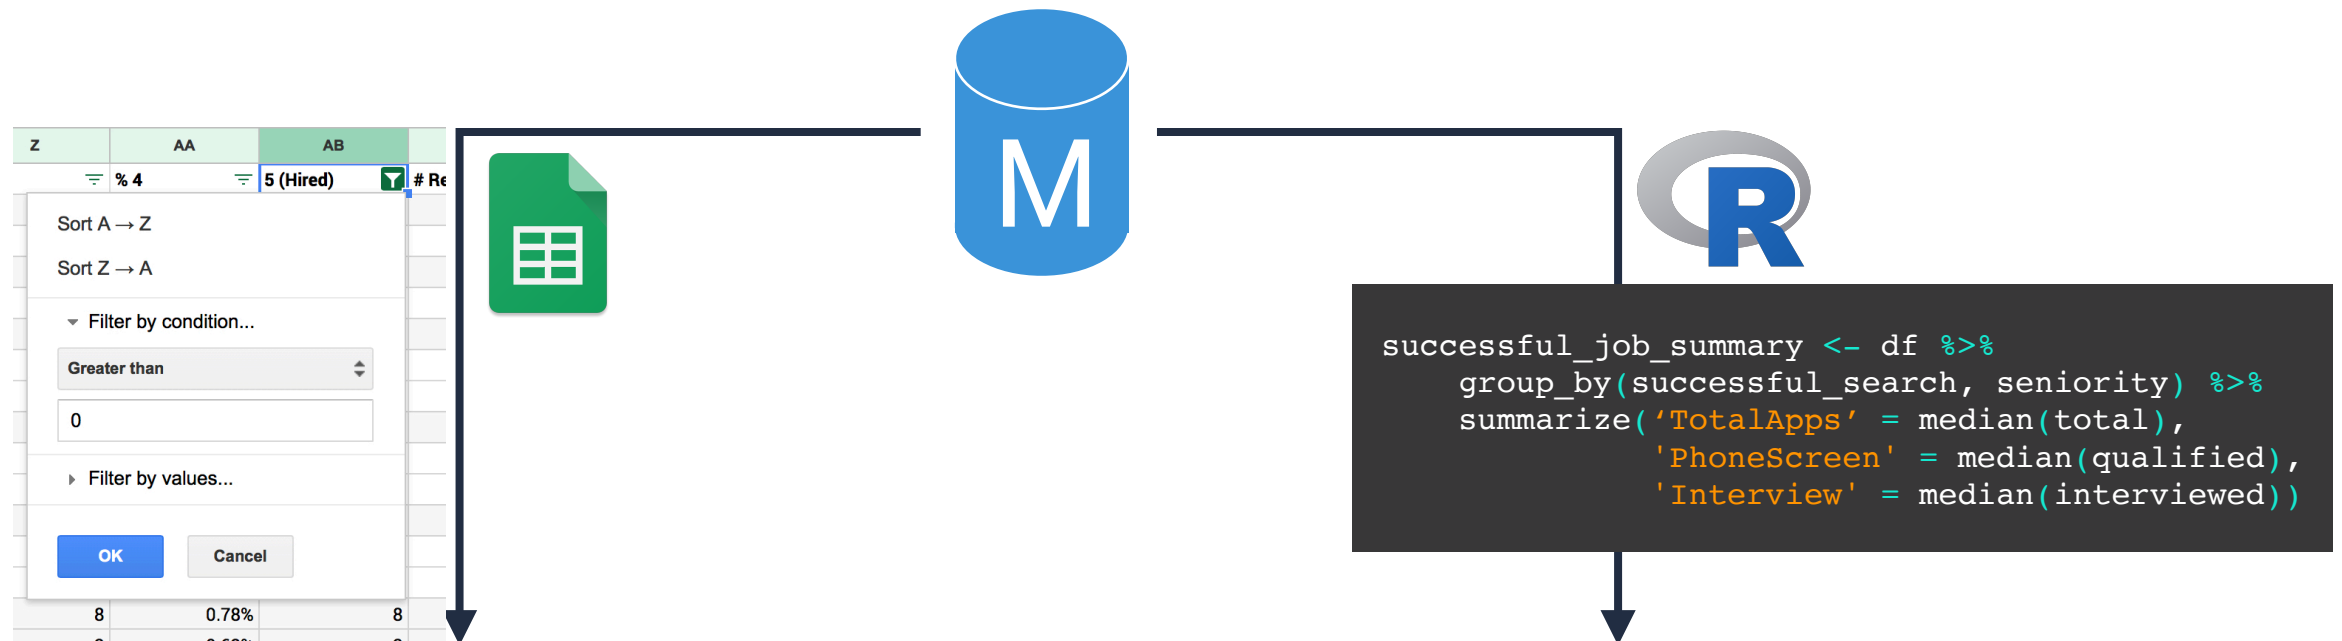 Z AA AB
% 4 5 (Hired) # Re
Sort A → Z
Sort Z → A
Filter by condition...
Greater than
0
Filter by values...
OK Cancel
8 0.78% 8
M
R
successful_job_summary <- df %>%
group_by(successful_search, seniority) %>%
summarize(‘TotalApps’ = median(total),
'PhoneScreen' = median(qualified),
'Interview' = median(interviewed))